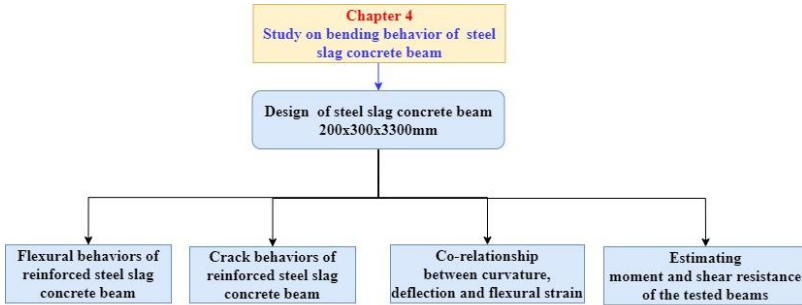 Chapter 4
Study on bending behavior of steel
slag concrete beam
Design of steel slag concrete beam
200x300x3300mm
Flexural behaviors of
reinforced steel slag
concrete beam
Crack behaviors of
reinforced steel slag
concrete beam
Co-relationship
between curvature,
deflection and flexural strain
Estimating
moment and shear resistance
of the tested beams